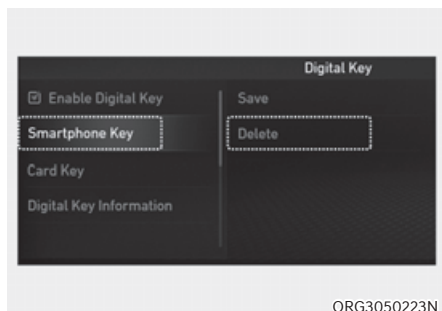 Digital Key
Enable Digital Key
Smartphone Key
Card Key
Digital Key Information
Save
Delete
ORG3050223N